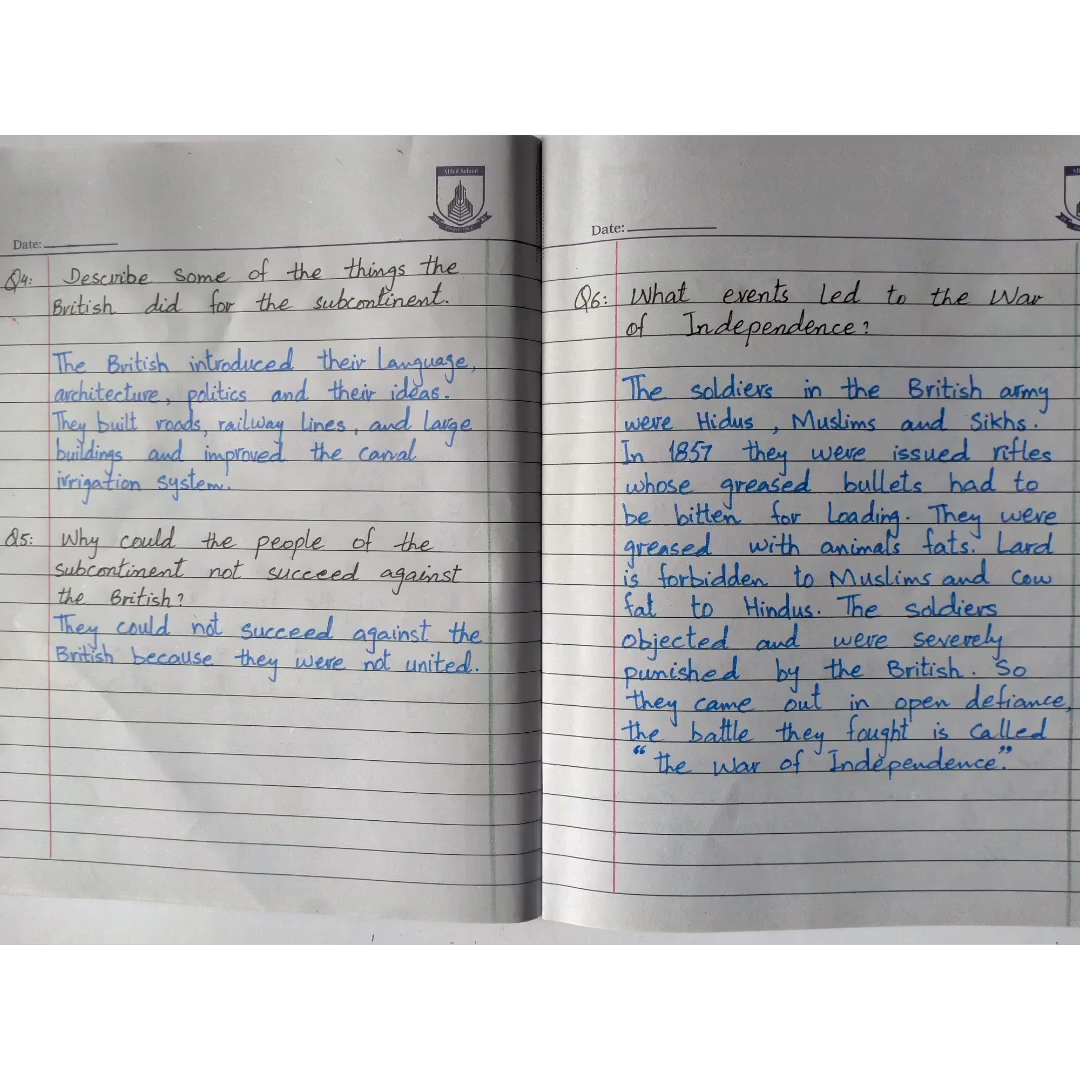 Allied School
Date:
Q4: Describe some of the things the
British did for the subcontinent.
The British introduced their language,
architecture, politics and their ideas.
They built roads, railway lines, and large
buildings and improved the canal
irrigation system.
Q5: Why could the people of the
subcontinent not succeed against
the British?
They could not succeed against the
British because they were not united.
Date:
Q6: What events led to the War
of Independence?
The soldiers in the British army
were Hidus, Muslims and Sikhs.
In 1857 they were issued rifles
whose greased bullets had to
be bitten for loading. They were
greased with animals fats. Lard
is forbidden to Muslims and cow
fat to Hindus. The soldiers
objected and were severely
punished by the British. So
they came out in open defiance,
the battle they fought is called
“the War of Independence.”